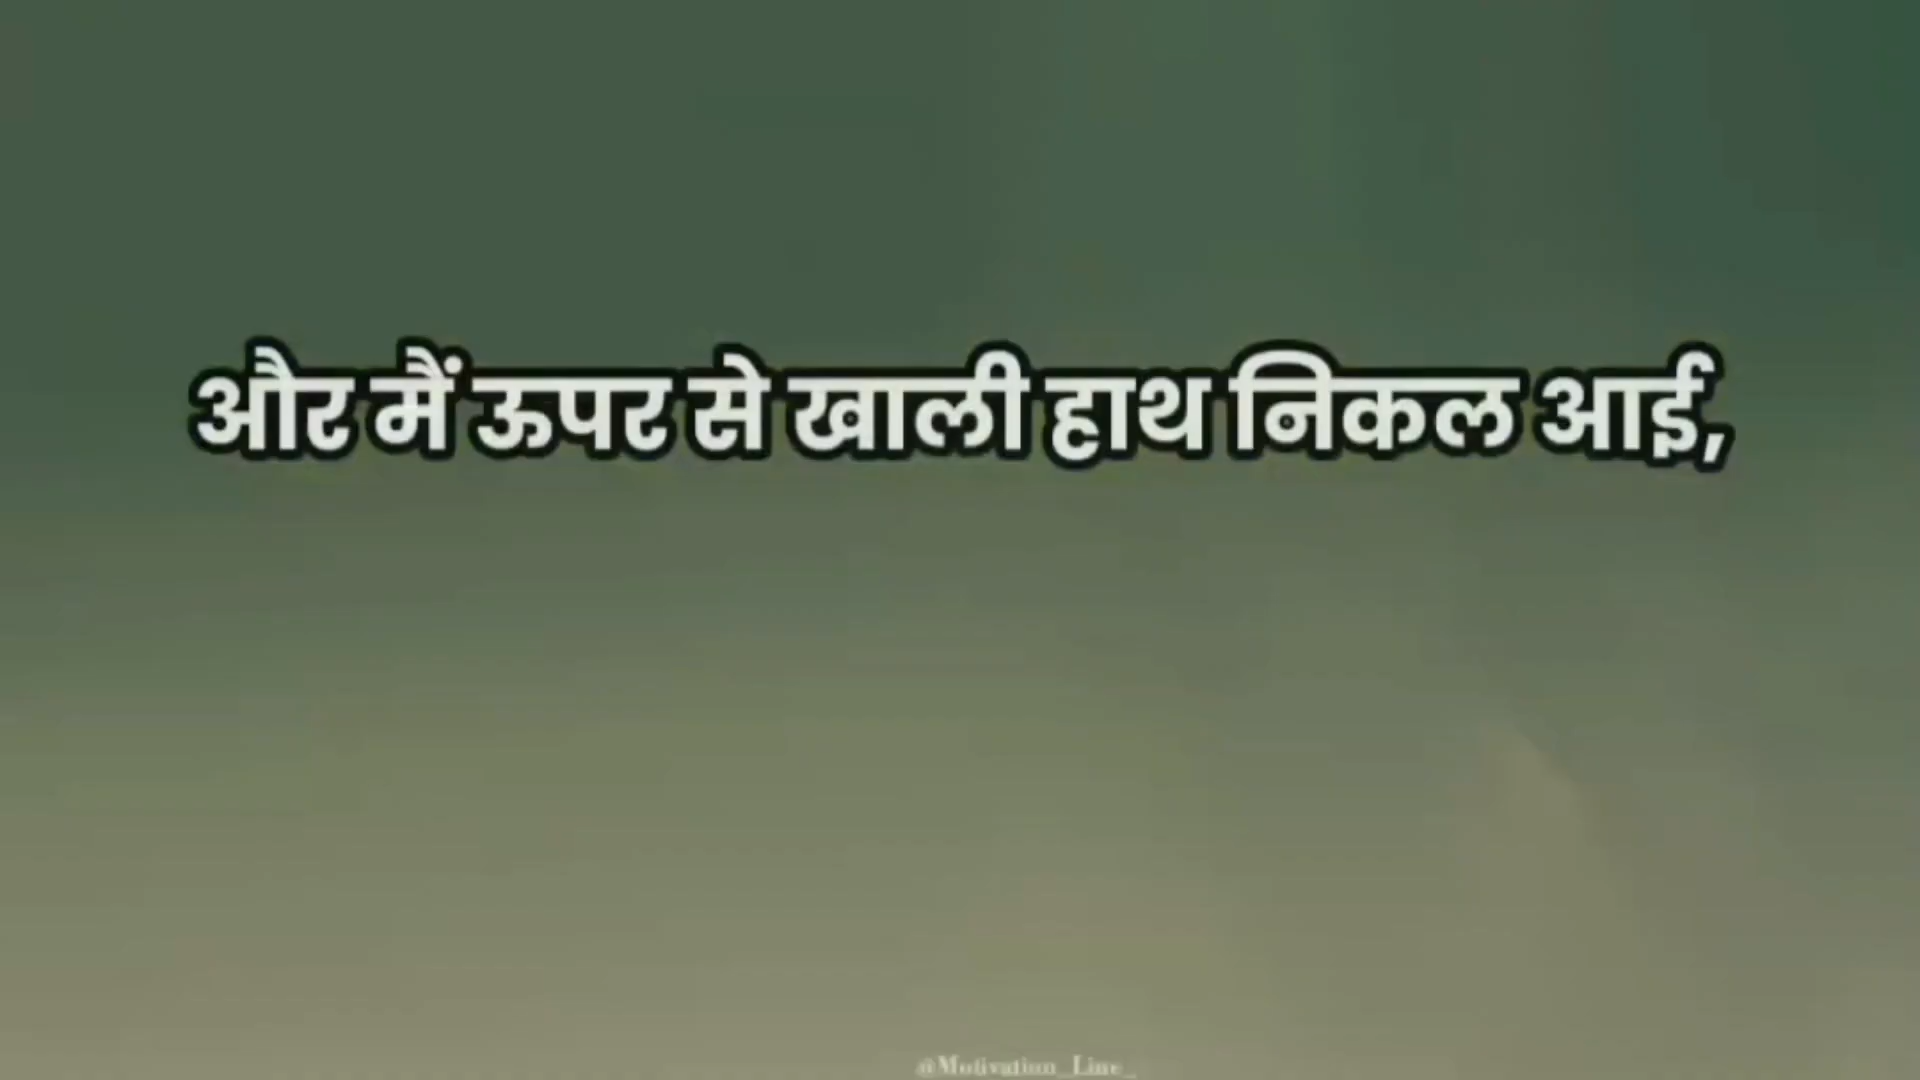 और मैं ऊपर से खाली हाथ निकल आई,
@Motivation_Line_